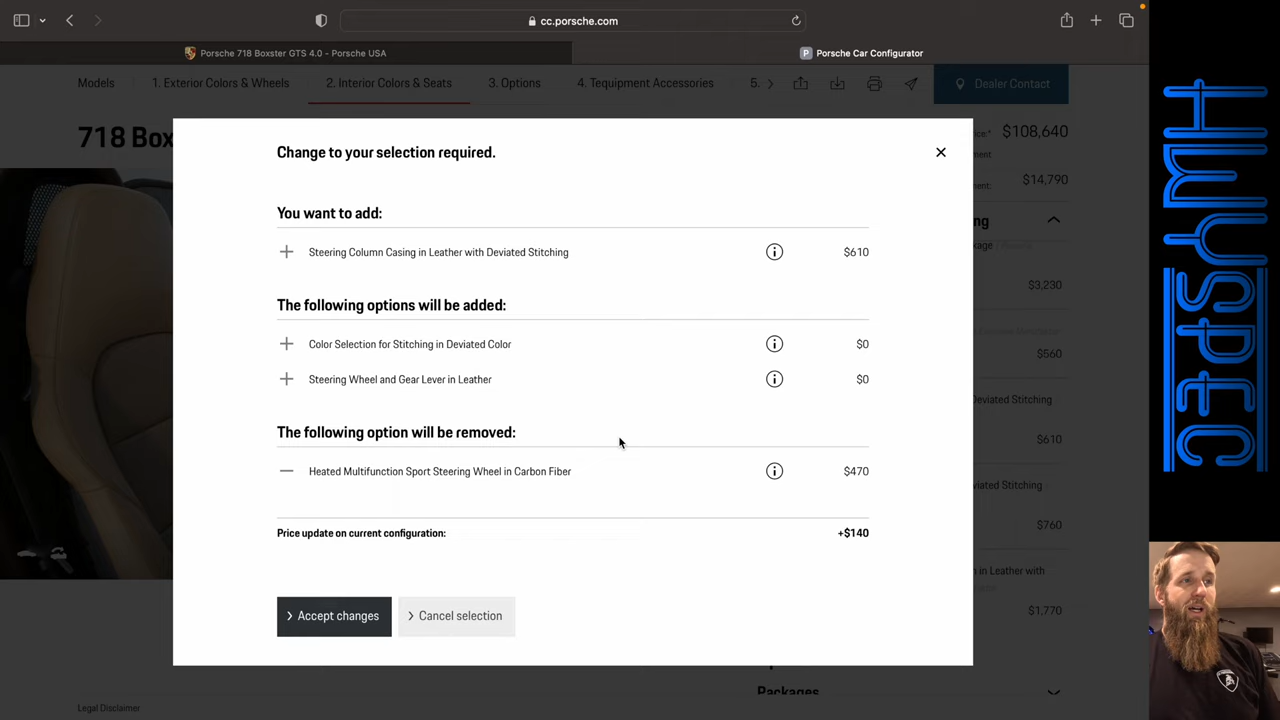 cc.porsche.com
Porsche 718 Boxster GTS 4.0 - Porsche USA
P Porsche Car Configurator
Models 1. Exterior Colors & Wheels 2. Interior Colors & Seats 3. Options 4. Tequipment Accessories 5. Dealer Contact
718 Box
Price:* $108,640
$14,790
Change to your selection required.
You want to add:
Steering Column Casing in Leather with Deviated Stitching $610
The following options will be added:
Color Selection for Stitching in Deviated Color $0
Steering Wheel and Gear Lever in Leather $0
The following option will be removed:
Heated Multifunction Sport Steering Wheel in Carbon Fiber $470
Price update on current configuration: +$140
Accept changes Cancel selection
$3,230
$560
Deviated Stitching
$610
$760
in Leather with
$1,770
Packages
Legal Disclaimer
HWYSPEC